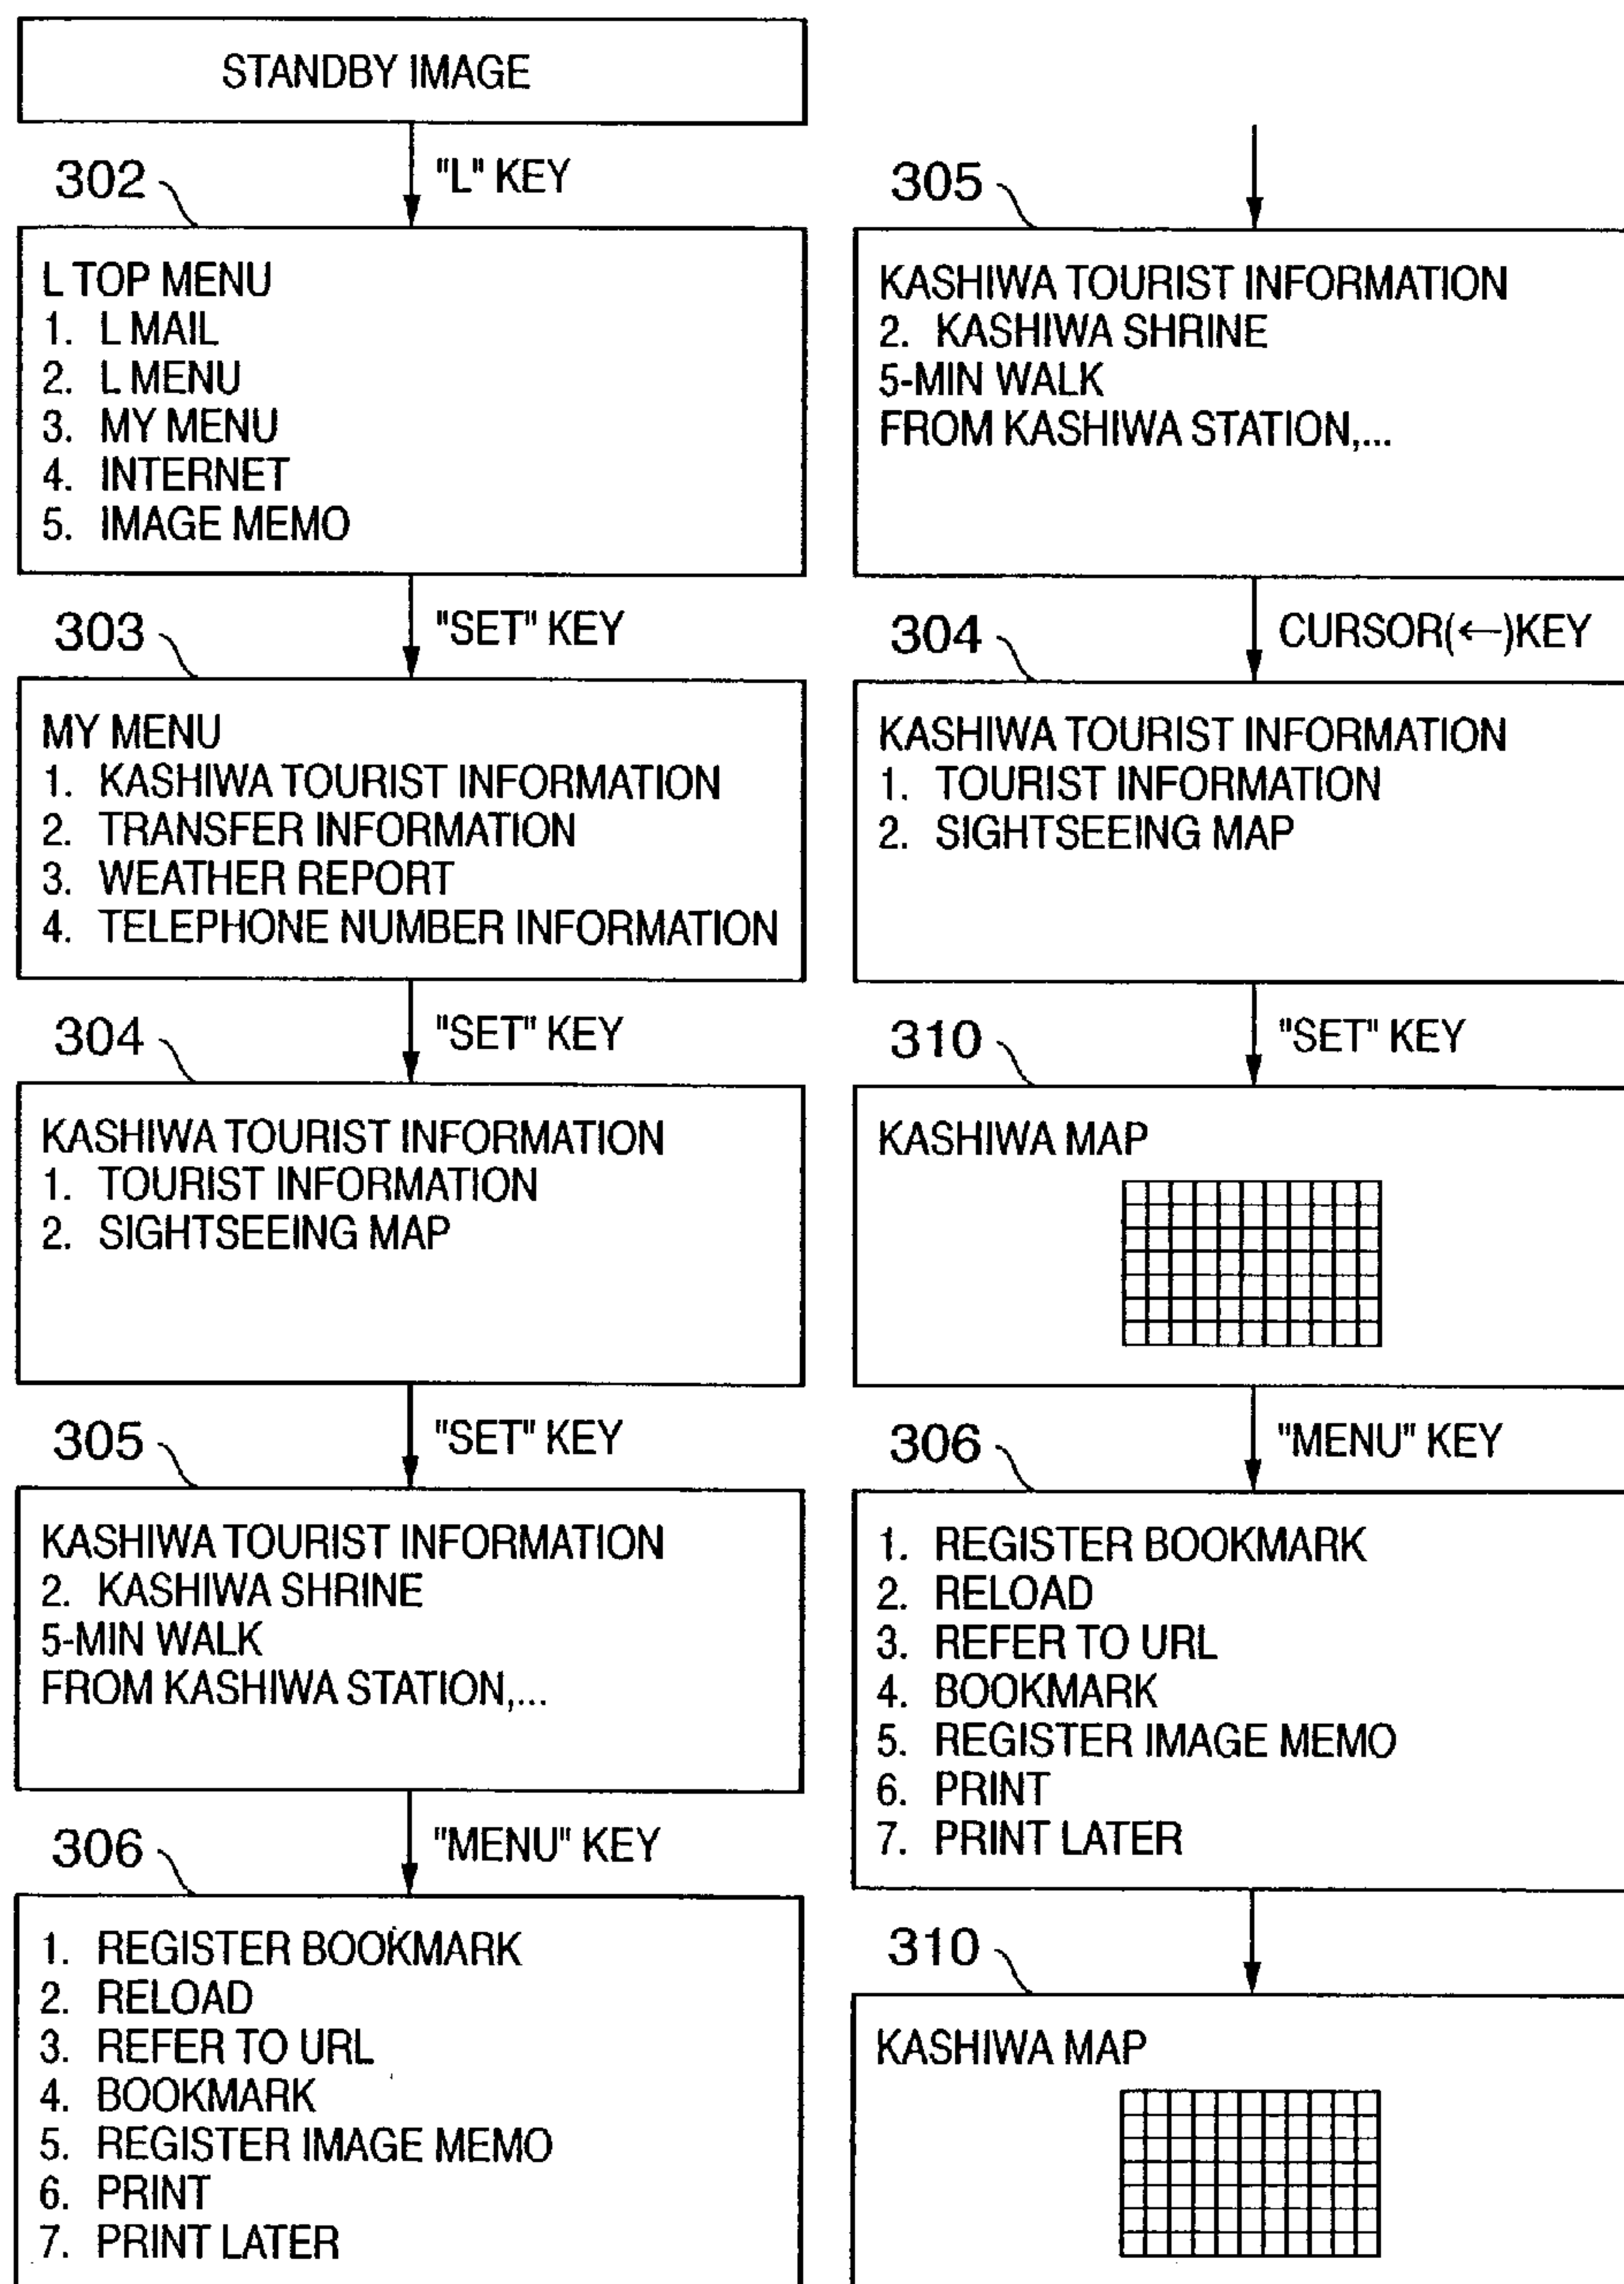 STANDBY IMAGE
"L" KEY
302
L TOP MENU
1. L MAIL
2. L MENU
3. MY MENU
4. INTERNET
5. IMAGE MEMO
"SET" KEY
303
MY MENU
1. KASHIWA TOURIST INFORMATION
2. TRANSFER INFORMATION
3. WEATHER REPORT
4. TELEPHONE NUMBER INFORMATION
"SET" KEY
304
KASHIWA TOURIST INFORMATION
1. TOURIST INFORMATION
2. SIGHTSEEING MAP
"SET" KEY
305
KASHIWA TOURIST INFORMATION
2. KASHIWA SHRINE
5-MIN WALK
FROM KASHIWA STATION,...
"MENU" KEY
306
1. REGISTER BOOKMARK
2. RELOAD
3. REFER TO URL
4. BOOKMARK
5. REGISTER IMAGE MEMO
6. PRINT
7. PRINT LATER
305
KASHIWA TOURIST INFORMATION
2. KASHIWA SHRINE
5-MIN WALK
FROM KASHIWA STATION,...
CURSOR(←)KEY
304
KASHIWA TOURIST INFORMATION
1. TOURIST INFORMATION
2. SIGHTSEEING MAP
"SET" KEY
310
KASHIWA MAP
"MENU" KEY
306
1. REGISTER BOOKMARK
2. RELOAD
3. REFER TO URL
4. BOOKMARK
5. REGISTER IMAGE MEMO
6. PRINT
7. PRINT LATER
310
KASHIWA MAP